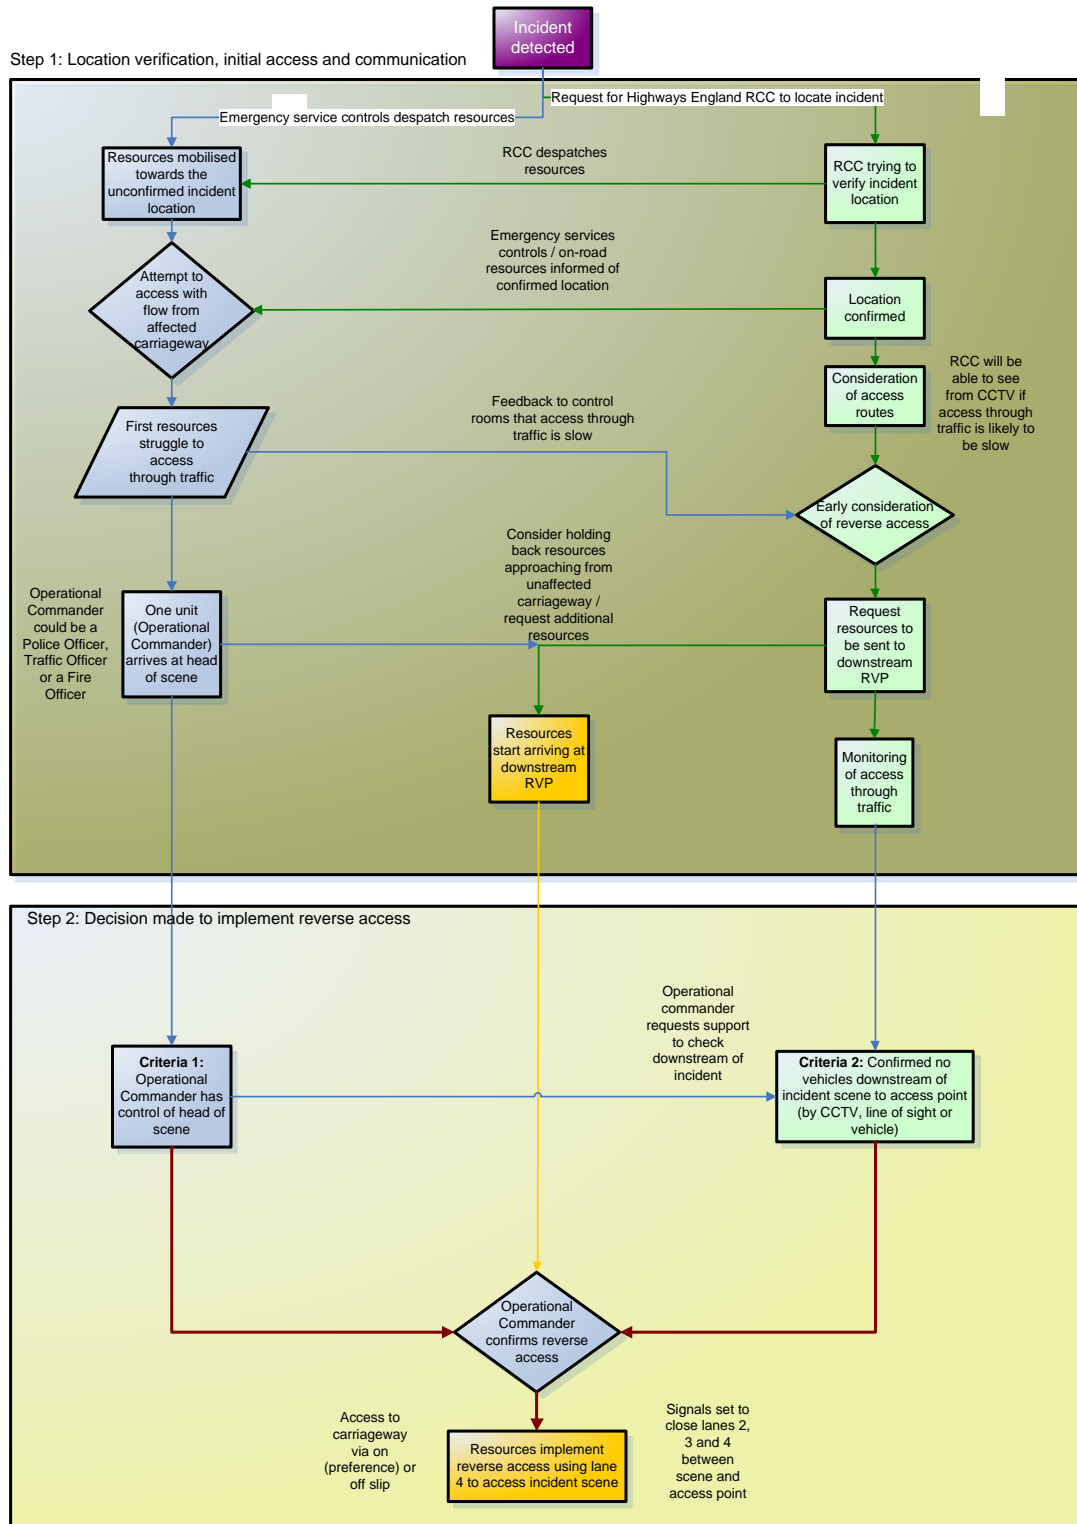 Incident
detected
Step 1: Location verification, initial access and communication
Request for Highways England RCC to locate incident
Emergency service controls despatch resources
Resources mobilised
towards the
unconfirmed incident
location
RCC despatches
resources
RCC trying to
verify incident
location
Emergency services
controls / on-road
resources informed of
confirmed location
Attempt to
access with
flow from
affected
carriageway
Location
confirmed
Consideration
of access
routes
RCC will be
able to see
from CCTV if
access through
traffic is likely to
be slow
Feedback to control
rooms that access through
traffic is slow
First resources
struggle to
access
through traffic
Early consideration
of reverse access
Consider holding
back resources
approaching from
unaffected
carriageway /
request additional
resources
Operational
Commander
could be a
Police Officer,
Traffic Officer
or a Fire
Officer
One unit
(Operational
Commander)
arrives at head
of scene
Request
resources to
be sent to
downstream
RVP
Resources
start arriving at
downstream
RVP
Monitoring
of access
through
traffic
Step 2: Decision made to implement reverse access
Operational
commander
requests support
to check
downstream of
incident
Criteria 1:
Operational
Commander has
control of head of
scene
Criteria 2: Confirmed no
vehicles downstream of
incident scene to access point
(by CCTV, line of sight or
vehicle)
Operational
Commander
confirms reverse
access
Access to
carriageway
via on
(preference) or
off slip
Resources implement
reverse access using lane
4 to access incident scene
Signals set to
close lanes 2,
3 and 4
between
scene and
access point